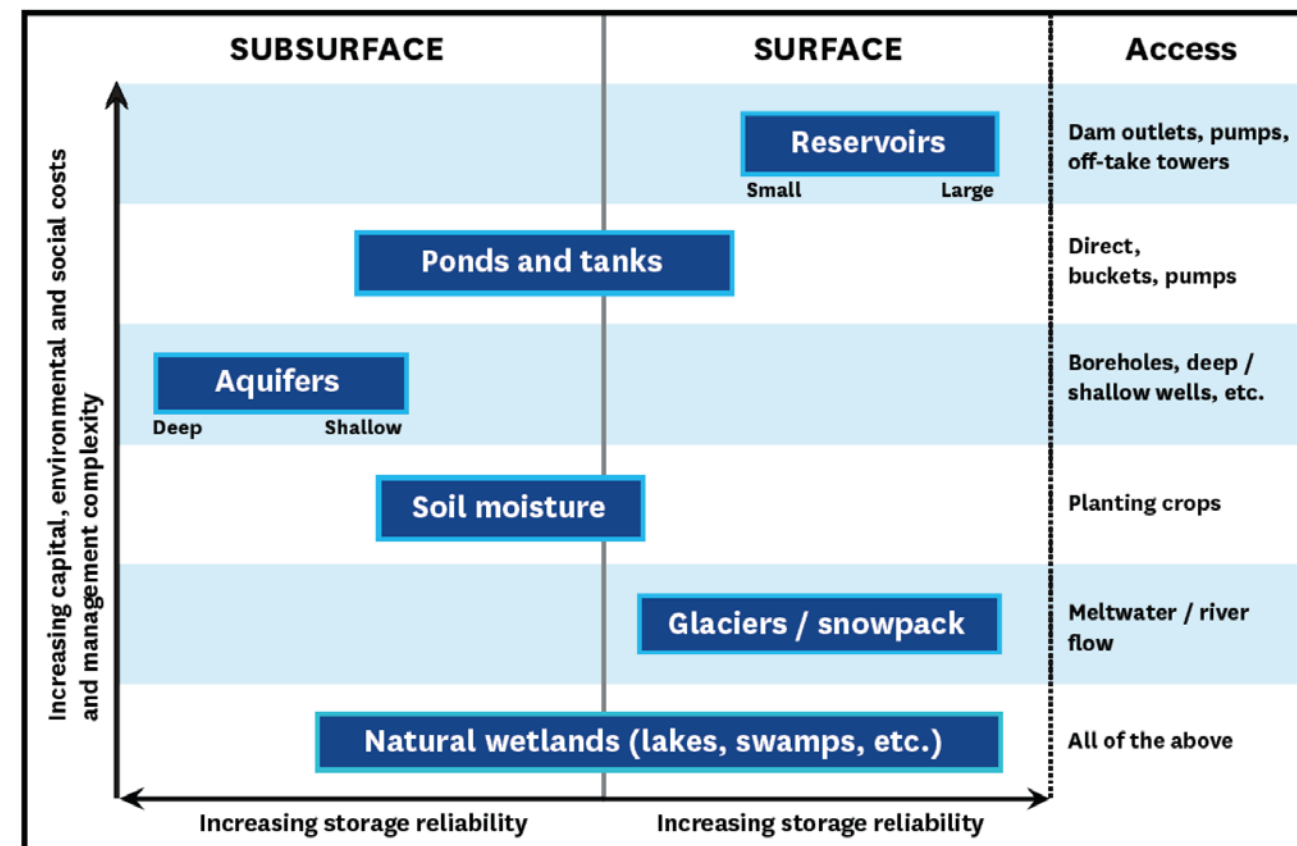 SUBSURFACE
SURFACE
Access
Increasing capital, environmental and social costs
and management complexity
Reservoirs
Small
Large
Dam outlets, pumps,
off-take towers
Ponds and tanks
Direct,
buckets, pumps
Aquifers
Deep
Shallow
Boreholes, deep /
shallow wells, etc.
Soil moisture
Planting crops
Glaciers / snowpack
Meltwater / river
flow
Natural wetlands (lakes, swamps, etc.)
All of the above
Increasing storage reliability
Increasing storage reliability